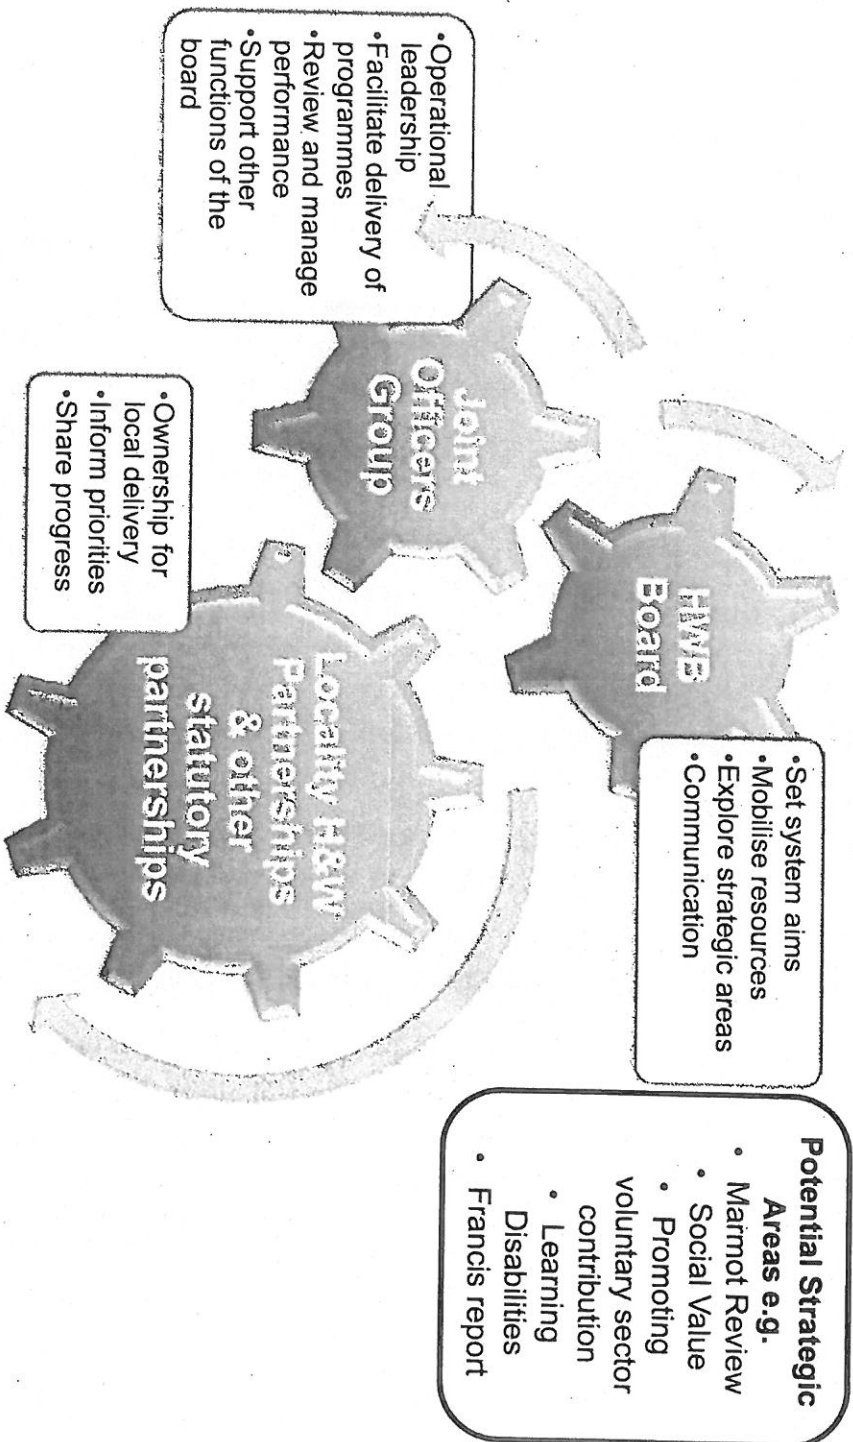 •Operational
leadership
•Facilitate delivery of
programmes
•Review and manage
performance
•Support other
functions of the
board
Joint
Officers
Group
•Ownership for
local delivery
•Inform priorities
•Share progress
HWB
Board
•Set system aims
•Mobilise resources
•Explore strategic areas
•Communication
Locality H&W
Partnerships
& other
statutory
partnerships
Potential Strategic
Areas e.g.
• Marmot Review
• Social Value
• Promoting
voluntary sector
contribution
• Learning
Disabilities
• Francis report